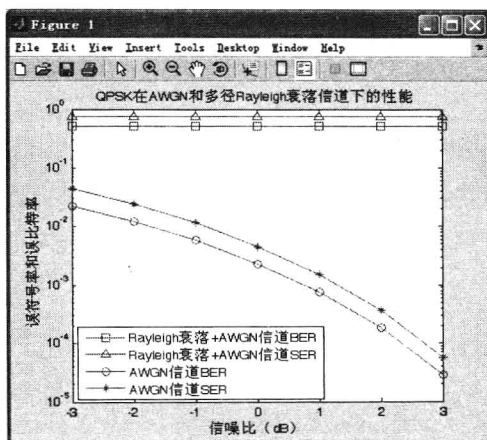 Figure 1
File Edit View Insert Tools Desktop Window Help
QPSK在AWGN和多径Rayleigh衰落信道下的性能
误符号率和误比特率
10^0
10^-1
10^-2
10^-3
10^-4
10^-5
Rayleigh衰落+AWGN信道BER
Rayleigh衰落+AWGN信道SER
AWGN信道BER
AWGN信道SER
-3 -2 -1 0 1 2 3
信噪比（dB）